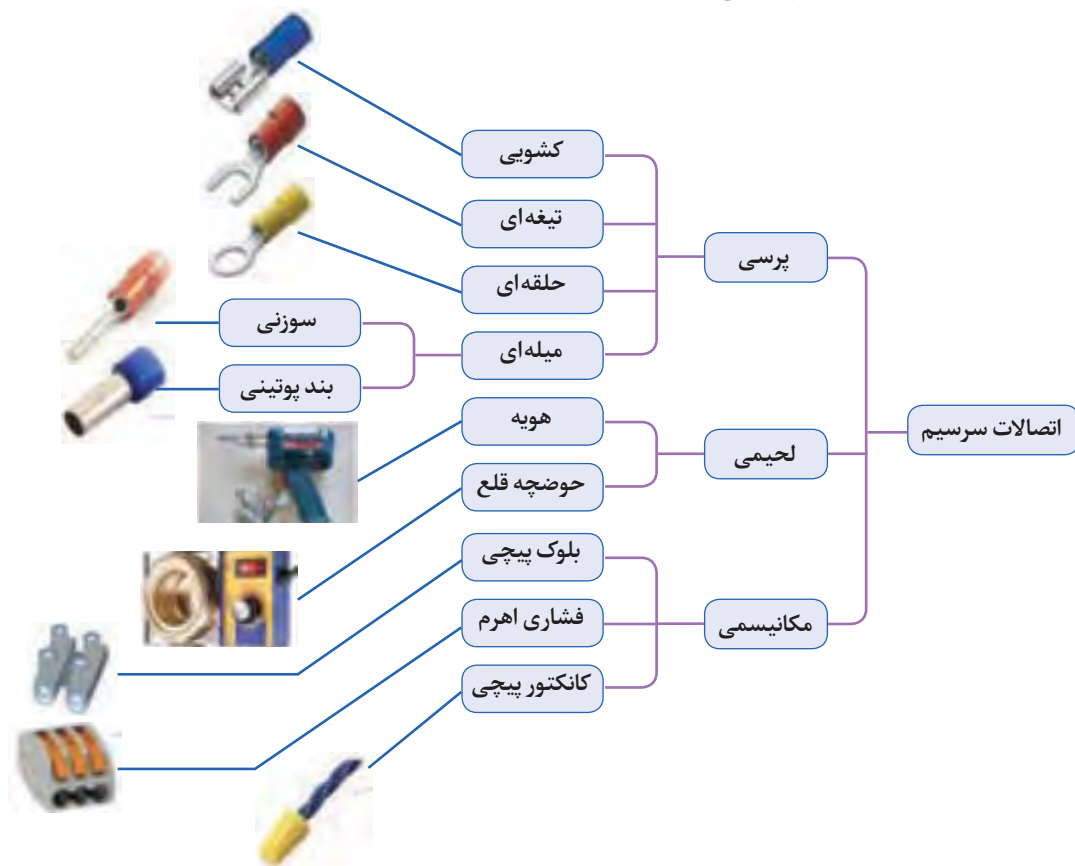 اتصالات سرسیم
پرسی
کشویی
تیغه‌ای
حلقه‌ای
میله‌ای
سوزنی
بند پوتینی
لحیمی
هویه
حوضچه قلع
مکانیسمی
بلوک پیچی
فشاری اهرم
کانکتور پیچی